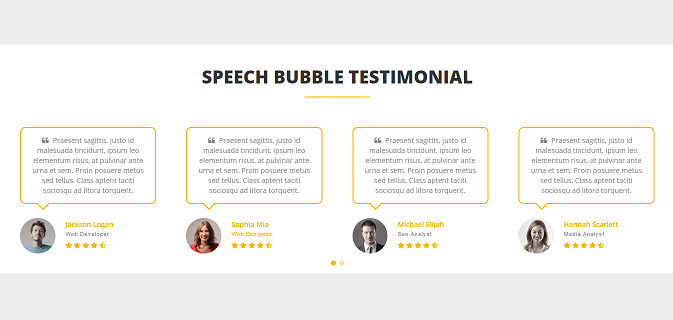 SPEECH BUBBLE TESTIMONIAL
Praesent sagittis, justo id
malesuada tincidunt, ipsum leo
elementum risus, at pulvinar ante
urna et sem. Proin posuere metus
sed tellus. Class aptent taciti
sociosqu ad litora torquent.
Jackson Logan
Web Developer
Praesent sagittis, justo id
malesuada tincidunt, ipsum leo
elementum risus, at pulvinar ante
urna et sem. Proin posuere metus
sed tellus. Class aptent taciti
sociosqu ad litora torquent.
Sophia Mia
Web Designer
Praesent sagittis, justo id
malesuada tincidunt, ipsum leo
elementum risus, at pulvinar ante
urna et sem. Proin posuere metus
sed tellus. Class aptent taciti
sociosqu ad litora torquent.
Michael Elijah
Seo Analyst
Praesent sagittis, justo id
malesuada tincidunt, ipsum leo
elementum risus, at pulvinar ante
urna et sem. Proin posuere metus
sed tellus. Class aptent taciti
sociosqu ad litora torquent.
Hannah Scarlett
Media Analyst